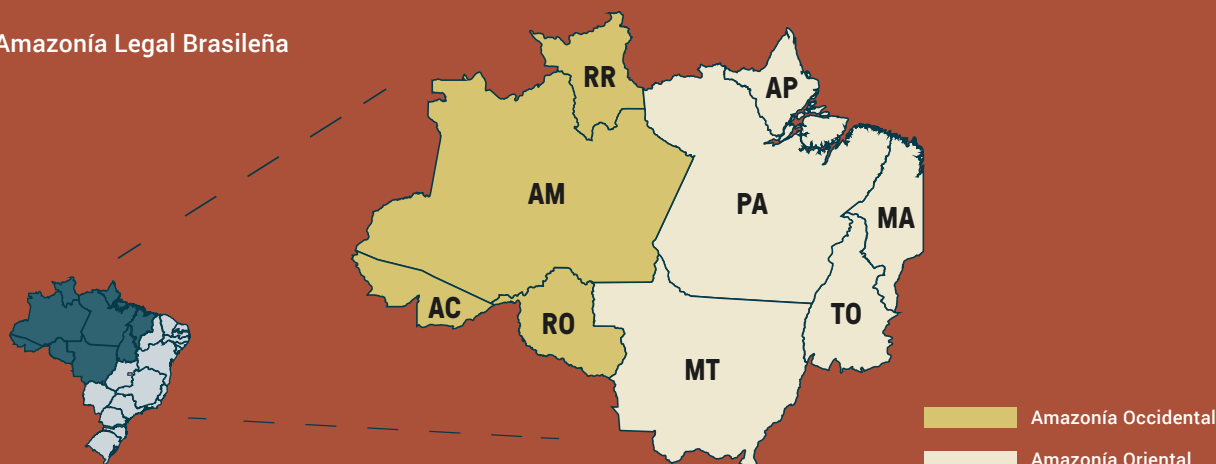 Amazonía Legal Brasileña
RR
AP
AM
PA
MA
AC
RO
TO
MT
Amazonía Occidental
Amazonía Oriental